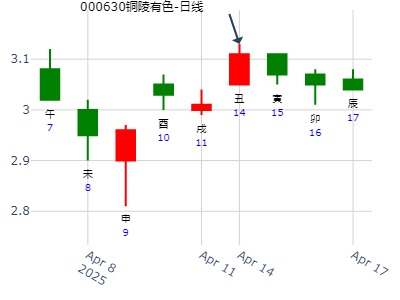 000630铜陵有色-日线
3.1
3
2.9
2.8
午
7
未
8
申
9
酉
10
戌
11
丑
14
寅
15
卯
16
辰
17
Apr 8
2025
Apr 11
Apr 14
Apr 17